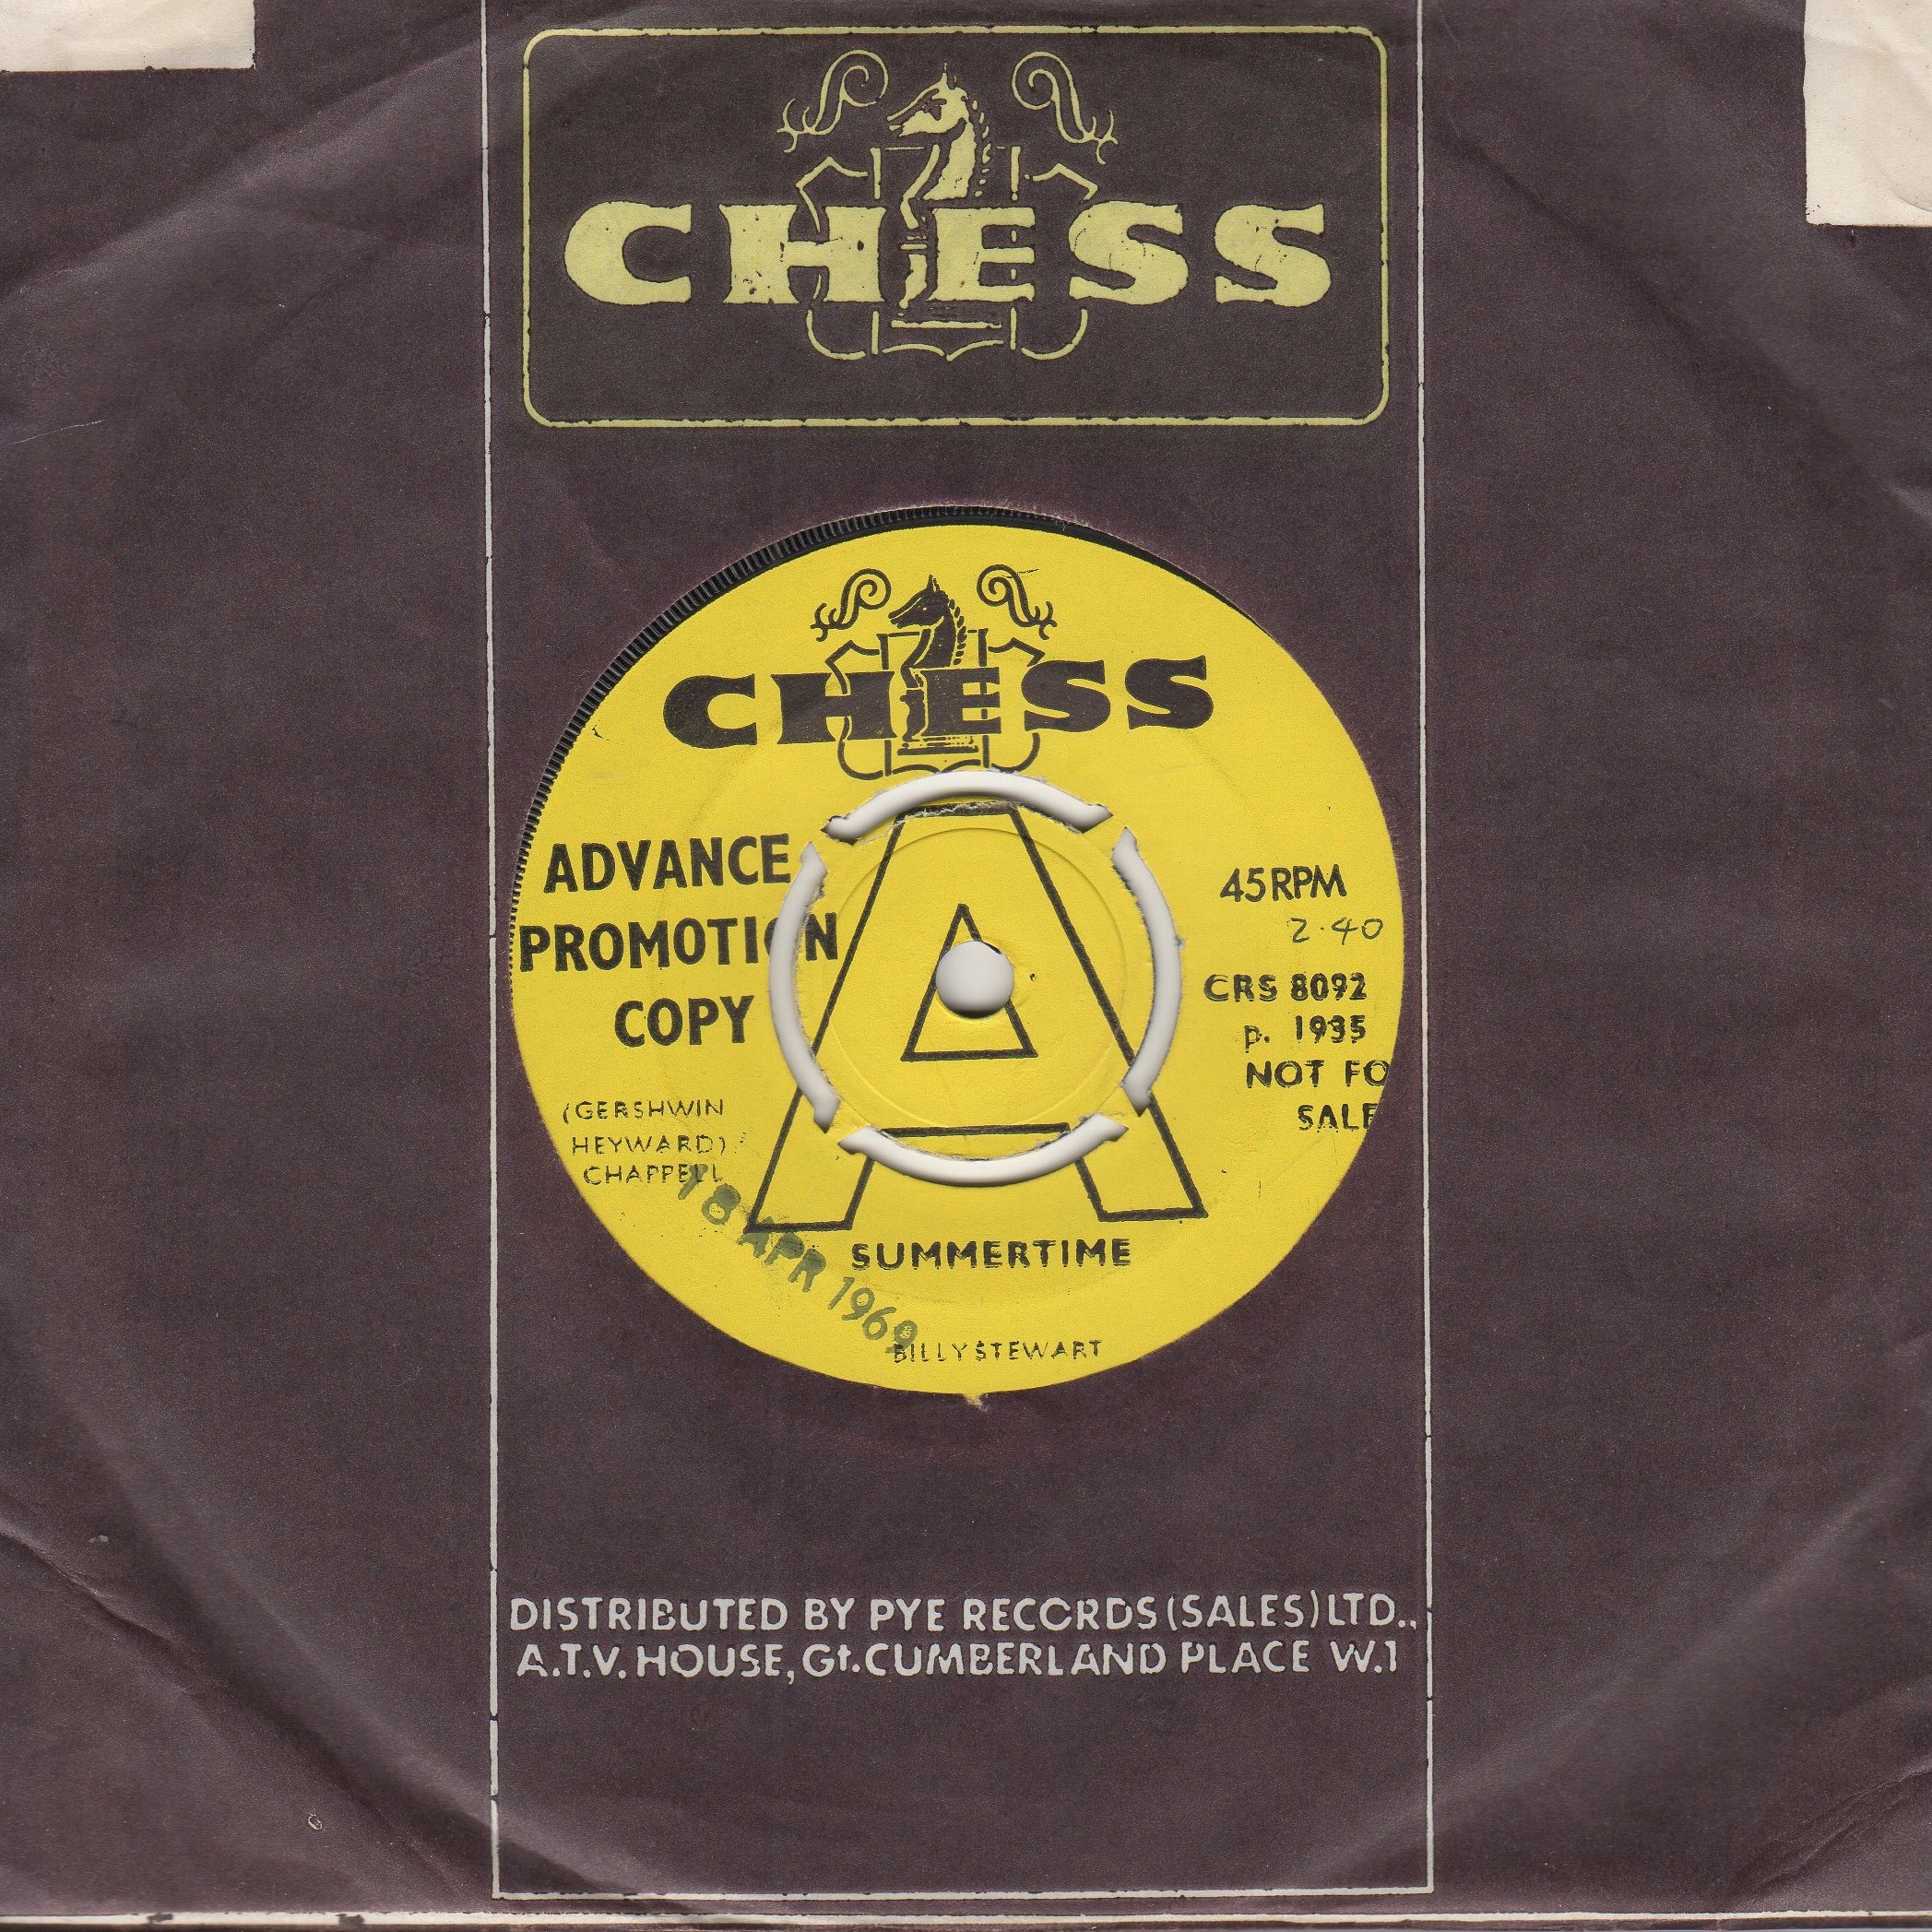 CHESS
CHESS
ADVANCE
PROMOTION
COPY
A
45RPM
2.40
CRS 8092
p. 1935
NOT FO
SALE
(GERSHWIN
HEYWARD)
CHAPPELL
18 APR 1969
SUMMERTIME
BILLY STEWART
DISTRIBUTED BY PYE RECORDS (SALES) LTD.,
A.T.V. HOUSE, Gt. CUMBERLAND PLACE W.1